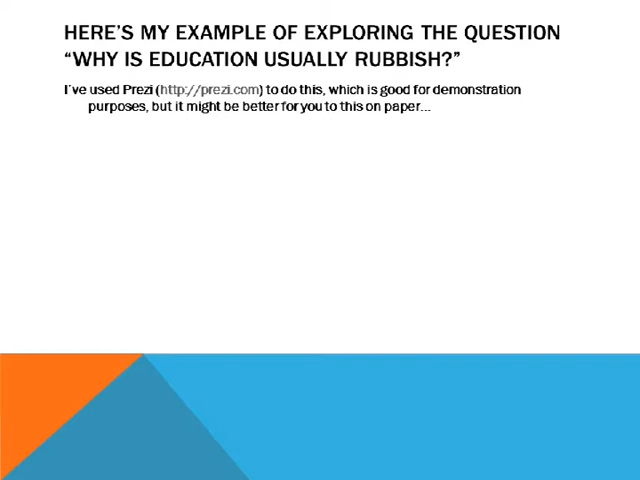 HERE'S MY EXAMPLE OF EXPLORING THE QUESTION
“WHY IS EDUCATION USUALLY RUBBISH?”
I've used Prezi (http://prezi.com) to do this, which is good for demonstration
purposes, but it might be better for you to this on paper...